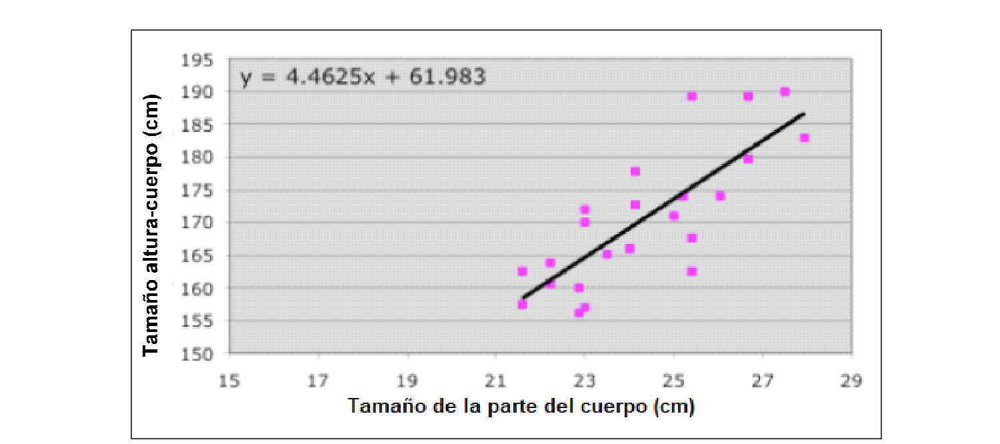 y = 4.4625x + 61.983
195
190
185
180
175
170
165
160
155
150
Tamaño altura-cuerpo (cm)
15 17 19 21 23 25 27 29
Tamaño de la parte del cuerpo (cm)